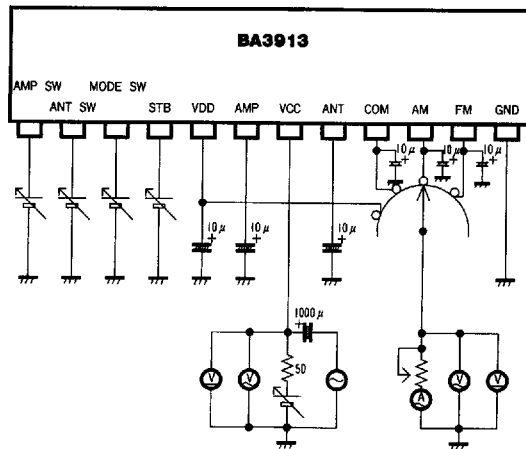 BA3913
AMP SW MODE SW
ANT SW STB VDD AMP VCC ANT COM AM FM GND
10μ 10μ 10μ
+ + +
10μ 10μ 10μ
+ + +
1000μ
+
50
V V ~ A V V